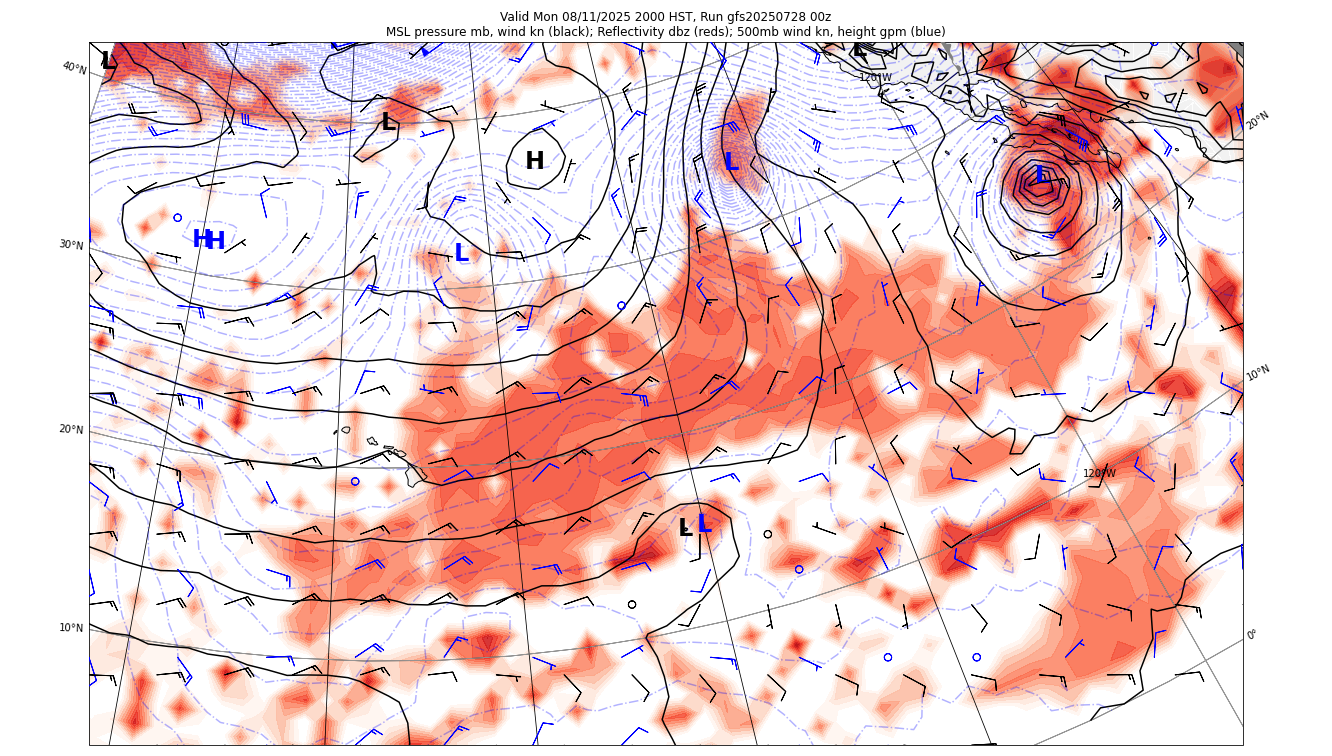 Valid Mon 08/11/2025 2000 HST, Run gfs20250728 00z
MSL pressure mb, wind kn (black); Reflectivity dbz (reds); 500mb wind kn, height gpm (blue)
L
L
40°N
120°W
20°N
L
H
L
L
30°N
H
H
L
10°N
20°N
120°W
L
L
10°N
0°